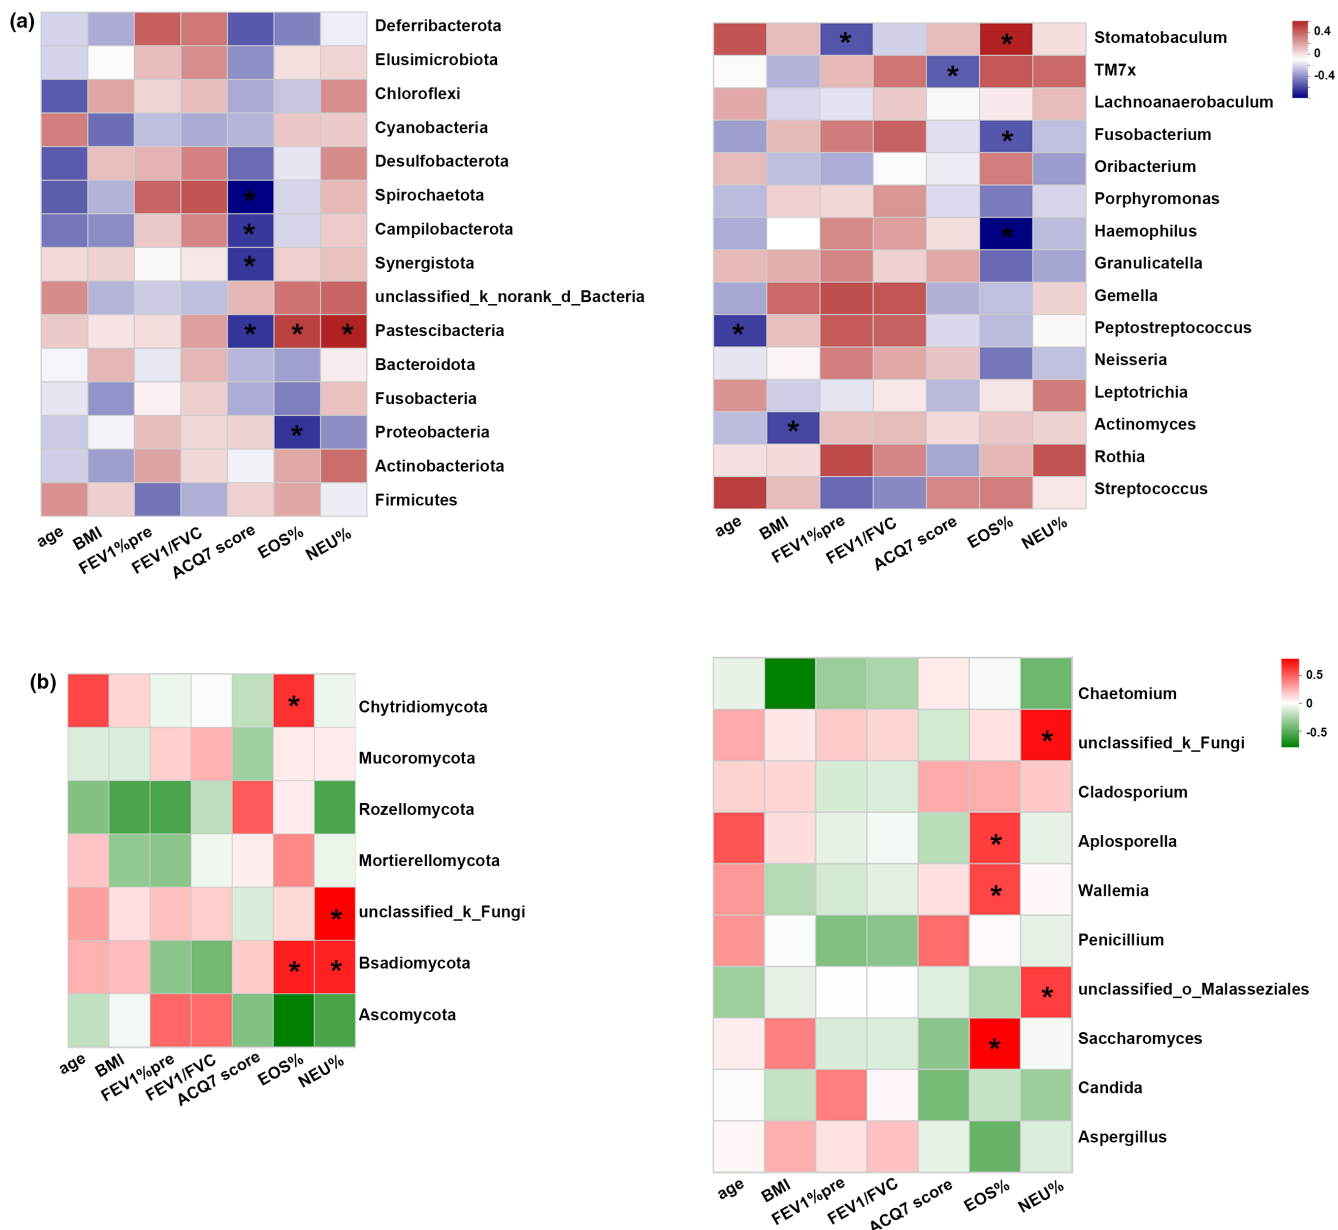 (a)
Deferribacterota
Elusimicrobiota
Chloroflexi
Cyanobacteria
Desulfobacterota
Spirochaetota
*
Campilobacterota
*
Synergistota
*
unclassified_k_norank_d_Bacteria
Pastescibacteria
* * *
Bacteroidota
Fusobacteria
Proteobacteria
*
Actinobacteriota
Firmicutes
age BMI FEV1%pre FEV1/FVC ACQ7 score EOS% NEU%
Stomatobaculum
* *
TM7x
*
Lachnoanaerobaculum
Fusobacterium
*
Oribacterium
Porphyromonas
Haemophilus
*
Granulicatella
Gemella
Peptostreptococcus
*
Neisseria
Leptotrichia
Actinomyces
*
Rothia
Streptococcus
age BMI FEV1%pre FEV1/FVC ACQ7 score EOS% NEU%
0.4
0
-0.4
(b)
Chytridiomycota
*
Mucoromycota
Rozellomycota
Mortierellomycota
unclassified_k_Fungi
*
Bsadiomycota
* *
Ascomycota
age BMI FEV1%pre FEV1/FVC ACQ7 score EOS% NEU%
Chaetomium
unclassified_k_Fungi
*
Cladosporium
Aplosporella
*
Wallemia
*
Penicillium
unclassified_o_Malasseziales
*
Saccharomyces
*
Candida
Aspergillus
age BMI FEV1%pre FEV1/FVC ACQ7 score EOS% NEU%
0.5
0
-0.5